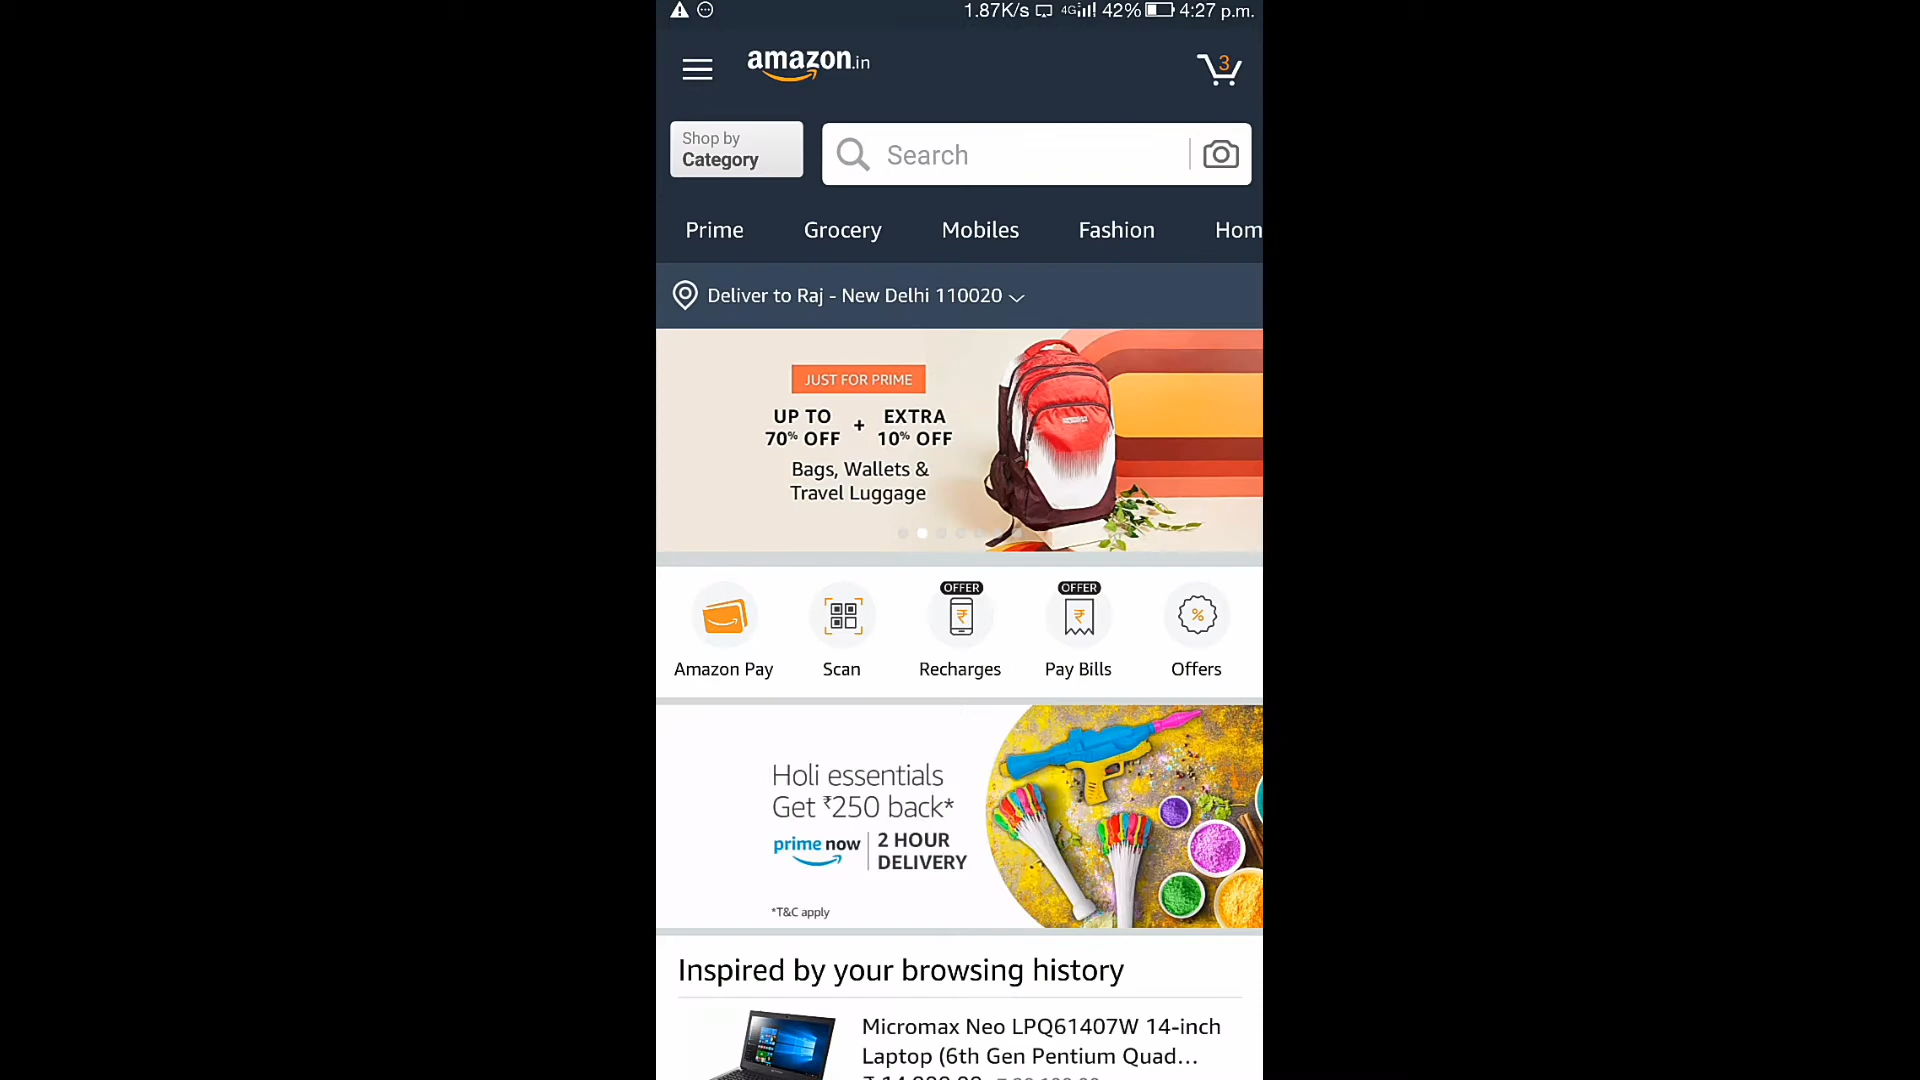 1.87K/s 4G 42% 4:27 p.m.
amazon.in
3
Shop by
Category
Search
Prime Grocery Mobiles Fashion Hom
Deliver to Raj - New Delhi 110020
JUST FOR PRIME
UP TO + EXTRA
70% OFF 10% OFF
Bags, Wallets &
Travel Luggage
OFFER OFFER
Amazon Pay Scan Recharges Pay Bills Offers
Holi essentials
Get ₹250 back*
prime now 2 HOUR
DELIVERY
*T&C apply
Inspired by your browsing history
Micromax Neo LPQ61407W 14-inch
Laptop (6th Gen Pentium Quad...